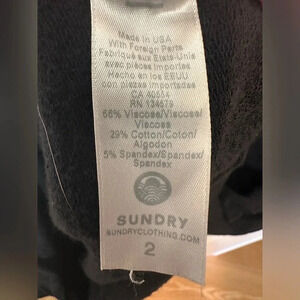 Made in USA
With Foreign Parts
Fabriqué aux États-Unis
avec pièces importées
Hecho en los EEUU
con piezas importadas
CA 40554
RN 134579
66% Viscose/Viscose/
Viscosa
29% Cotton/Coton/
Algodon
5% Spandex/Spandex/
Spandex
SUNDRY
SUNDRYCLOTHING.COM
2